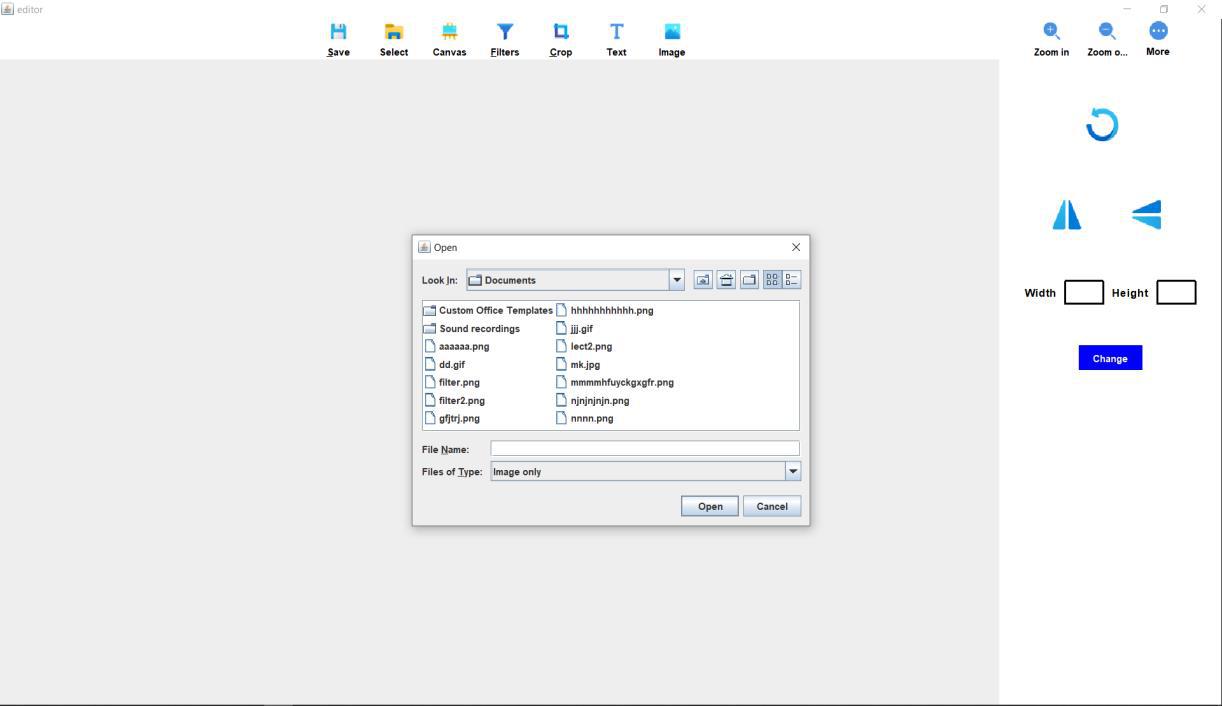 editor
Save Select Canvas Filters Crop Text Image Zoom in Zoom o... More
Open
Look In: Documents
Custom Office Templates hhhhhhhhhhh.png
Sound recordings jjj.gif
aaaaaa.png lect2.png
dd.gif mk.jpg
filter.png mmmmhfuyckgxgfr.png
filter2.png njnjnjnjn.png
gfjtrj.png nnnn.png
File Name:
Files of Type: Image only
Open Cancel
Width Height
Change